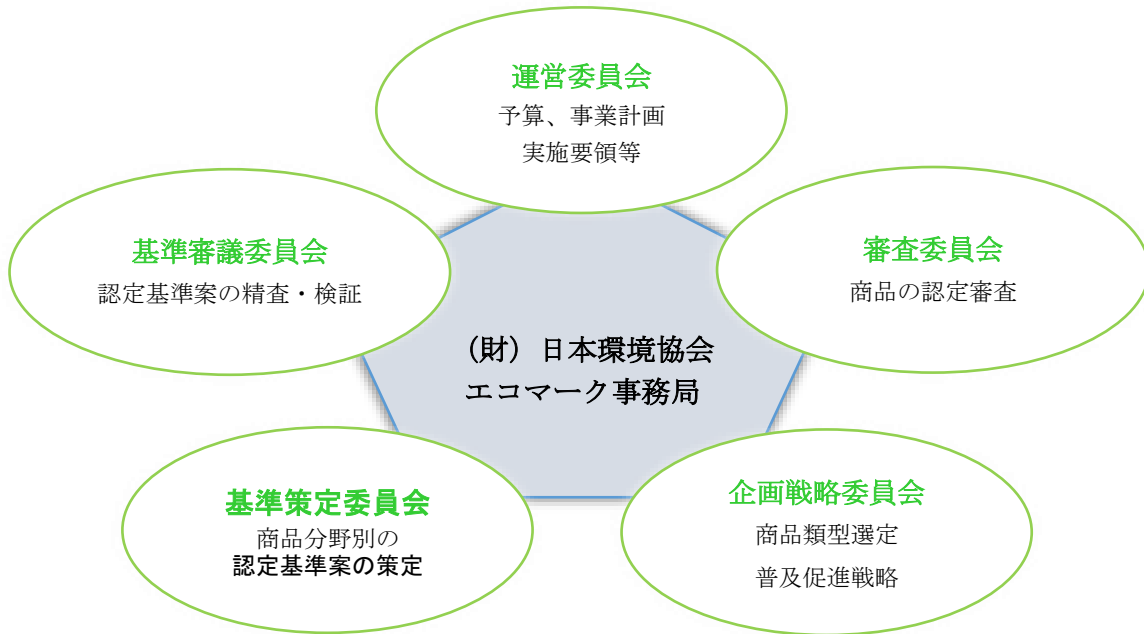 運営委員会
予算、事業計画
実施要領等
基準審議委員会
認定基準案の精査・検証
審査委員会
商品の認定審査
（財）日本環境協会
エコマーク事務局
基準策定委員会
商品分野別の
認定基準案の策定
企画戦略委員会
商品類型選定
普及促進戦略